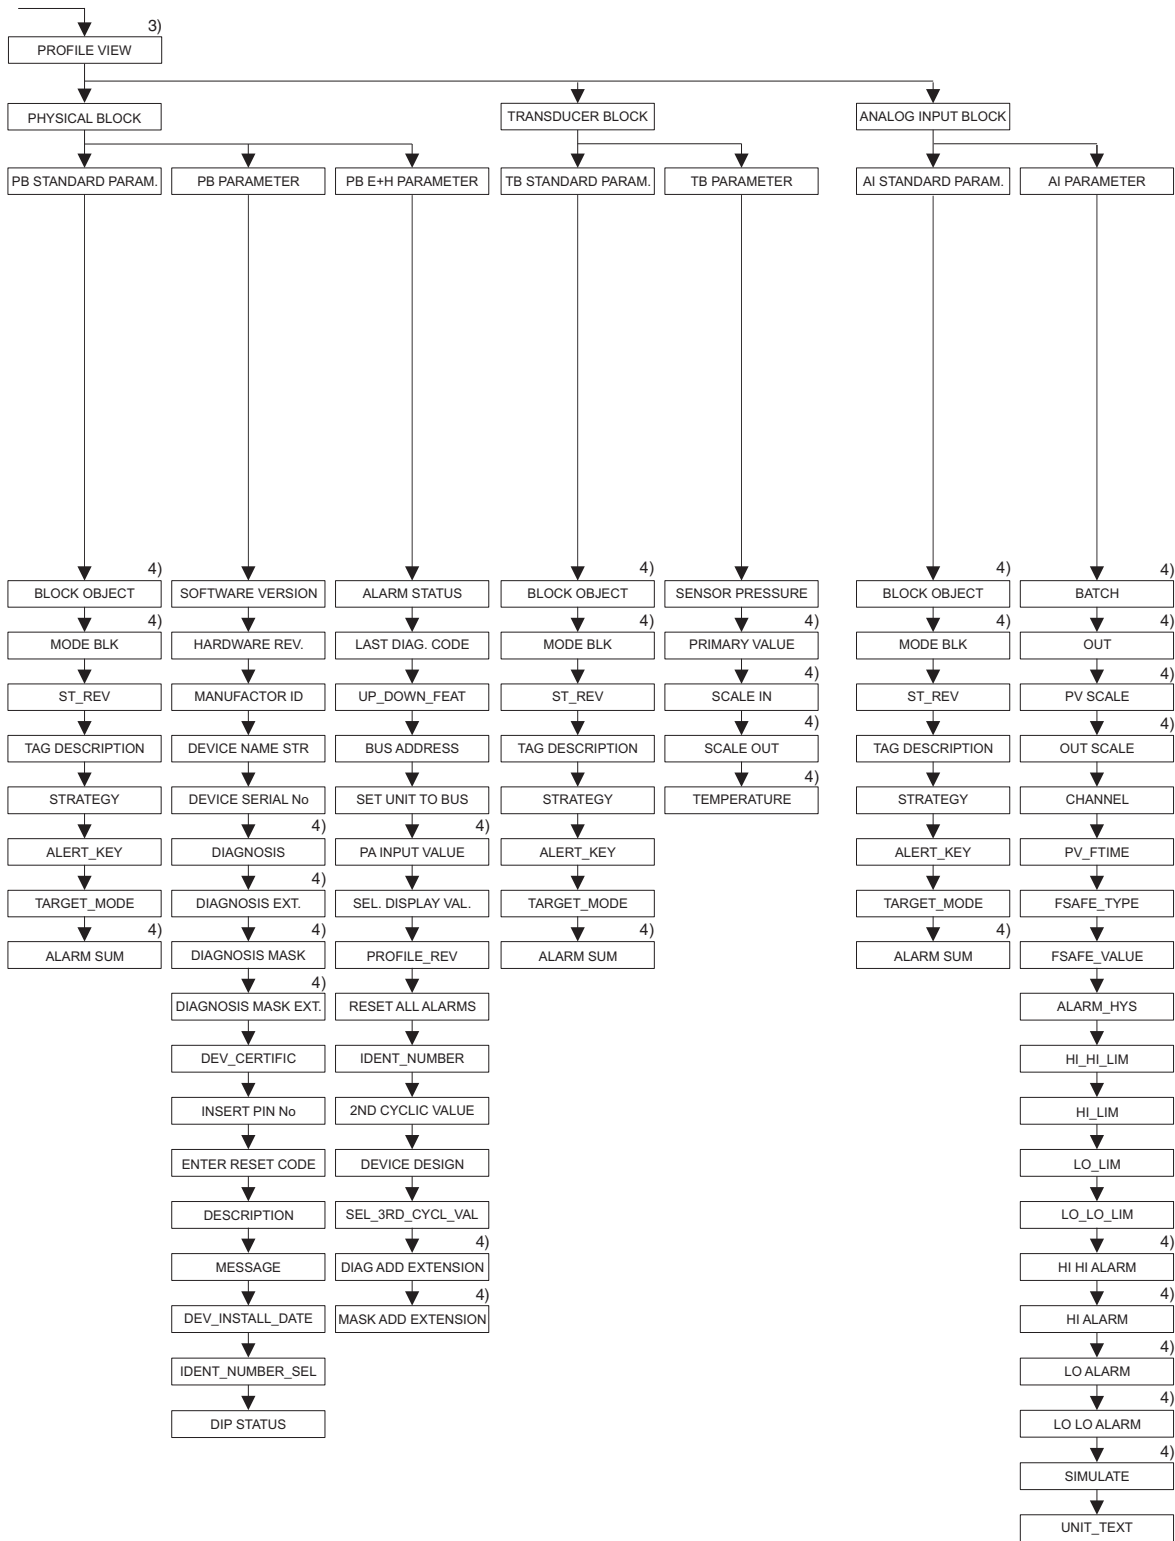 3)
PROFILE VIEW
PHYSICAL BLOCK
TRANSDUCER BLOCK
ANALOG INPUT BLOCK
PB STANDARD PARAM.
PB PARAMETER
PB E+H PARAMETER
TB STANDARD PARAM.
TB PARAMETER
AI STANDARD PARAM.
AI PARAMETER
4)
BLOCK OBJECT
4)
MODE BLK
ST_REV
TAG DESCRIPTION
STRATEGY
ALERT_KEY
TARGET_MODE
4)
ALARM SUM
SOFTWARE VERSION
HARDWARE REV.
MANUFACTOR ID
DEVICE NAME STR
DEVICE SERIAL No
4)
DIAGNOSIS
4)
DIAGNOSIS EXT.
4)
DIAGNOSIS MASK
4)
DIAGNOSIS MASK EXT.
DEV_CERTIFIC
INSERT PIN No
ENTER RESET CODE
DESCRIPTION
MESSAGE
DEV_INSTALL_DATE
IDENT_NUMBER_SEL
DIP STATUS
ALARM STATUS
LAST DIAG. CODE
UP_DOWN_FEAT
BUS ADDRESS
SET UNIT TO BUS
4)
PA INPUT VALUE
SEL. DISPLAY VAL.
PROFILE_REV
RESET ALL ALARMS
IDENT_NUMBER
2ND CYCLIC VALUE
DEVICE DESIGN
SEL_3RD_CYCL_VAL
4)
DIAG ADD EXTENSION
4)
MASK ADD EXTENSION
4)
BLOCK OBJECT
4)
MODE BLK
ST_REV
TAG DESCRIPTION
STRATEGY
ALERT_KEY
TARGET_MODE
4)
ALARM SUM
SENSOR PRESSURE
4)
PRIMARY VALUE
4)
SCALE IN
4)
SCALE OUT
4)
TEMPERATURE
4)
BLOCK OBJECT
4)
MODE BLK
ST_REV
TAG DESCRIPTION
STRATEGY
ALERT_KEY
TARGET_MODE
4)
ALARM SUM
4)
BATCH
4)
OUT
4)
PV SCALE
4)
OUT SCALE
CHANNEL
PV_FTIME
FSAFE_TYPE
FSAFE_VALUE
ALARM_HYS
HI_HI_LIM
HI_LIM
LO_LIM
LO_LO_LIM
4)
HI HI ALARM
4)
HI ALARM
4)
LO ALARM
4)
LO LO ALARM
4)
SIMULATE
UNIT_TEXT